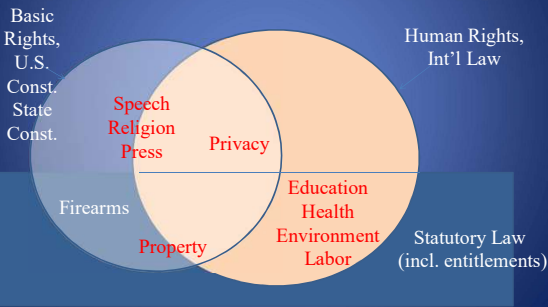 Basic
Rights,
U.S.
Const.
State
Const.
Human Rights,
Int'l Law
Speech
Religion
Press
Privacy
Firearms
Property
Education
Health
Environment
Labor
Statutory Law
(incl. entitlements)